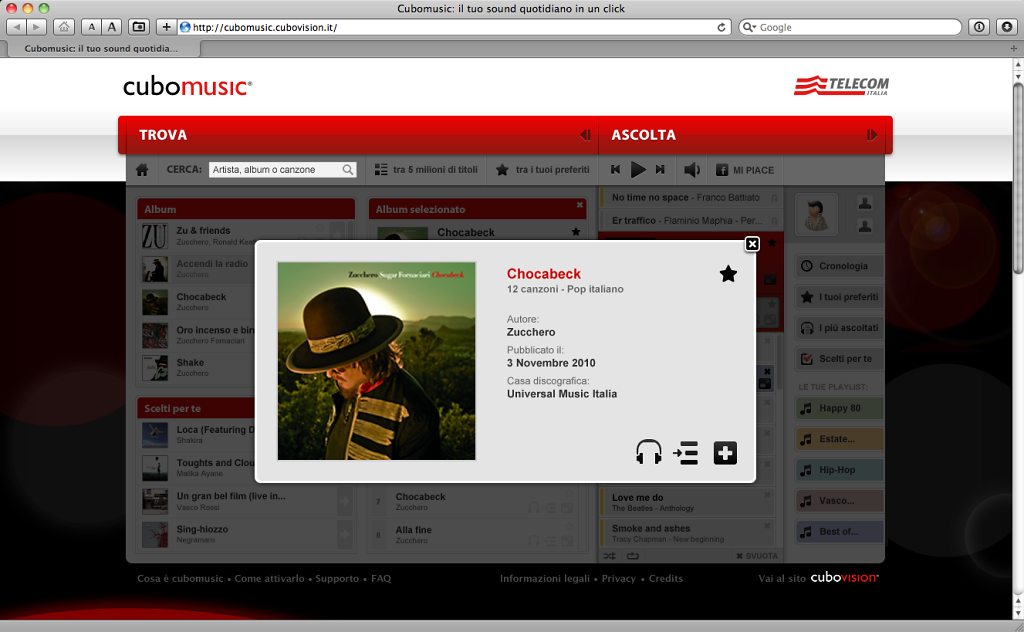 Cubomusic: il tuo sound quotidiano in un click
A A
http://cubomusic.cubovision.it/
Google
Cubomusic: il tuo sound quotidia...
cubomusic®
TELECOM
ITALIA
TROVA
ASCOLTA
CERCA:
Artista, album o canzone
tra 5 milioni di titoli
tra i tuoi preferiti
MI PIACE
Album
Zu & friends
Zucchero, Ronald Kea
Accendi la radio
Zucchero
Chocabeck
Zucchero
Oro incenso e bin
Zucchero Fornaciari
Shake
Zucchero
Scelti per te
Loca (Featuring D
Shakira
Toughts and Clou
Malika Ayane
Un gran bel film (live in...
Vasco Rossi
Sing-hiozzo
Negramaro
Album selezionato
Chocabeck
Zucchero Sugar Fornaciari Chocabeck
Chocabeck
12 canzoni - Pop italiano
Autore:
Zucchero
Pubblicato il:
3 Novembre 2010
Casa discografica:
Universal Music Italia
7 Chocabeck
Zucchero
8 Alla fine
Zucchero
No time no space - Franco Battiato
Er traffico - Flaminio Maphia - Per...
Love me do
The Beatles - Anthology
Smoke and ashes
Tracy Chapman - New beginning
SVUOTA
Cronologia
I tuoi preferiti
I più ascoltati
Scelti per te
LE TUE PLAYLIST:
Happy 80
Estate...
Hip-Hop
Vasco...
Best of...
Cosa è cubomusic • Come attivarlo • Supporto • FAQ
Informazioni legali • Privacy • Credits
Vai al sito cubovision